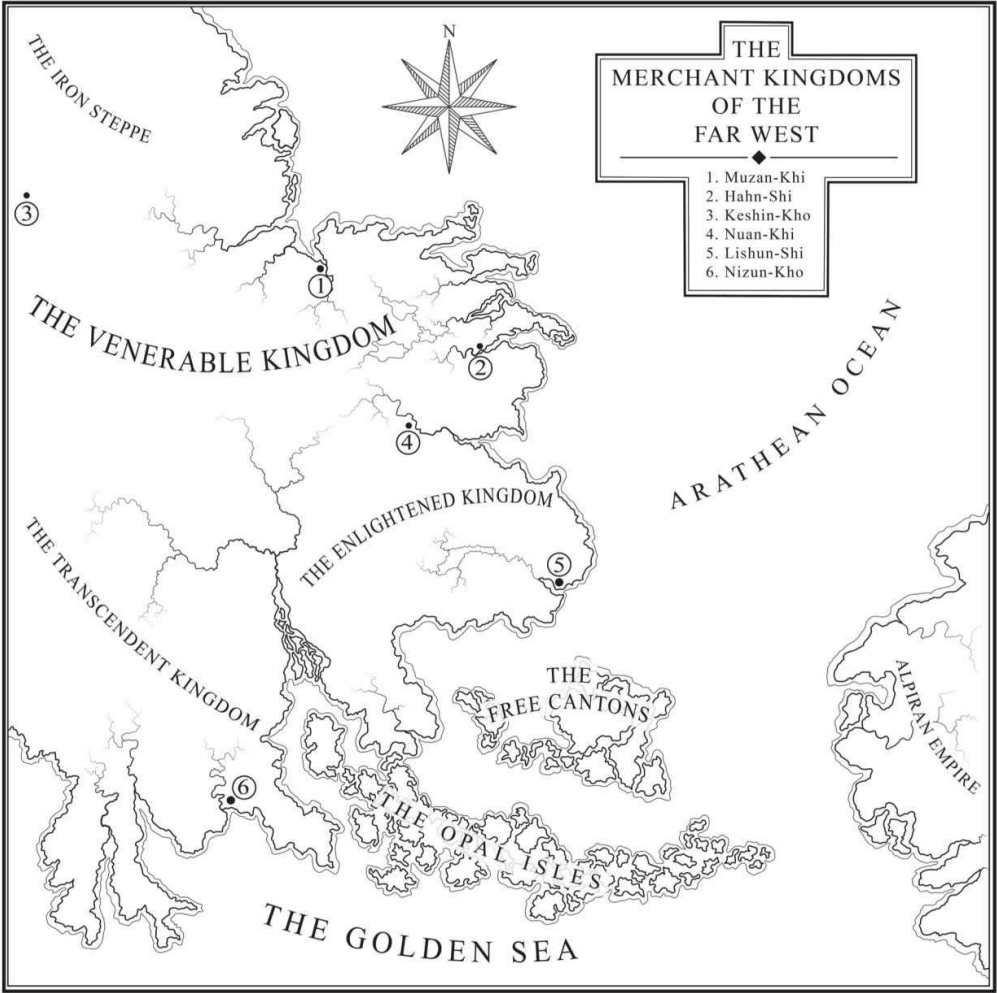 N
THE
MERCHANT KINGDOMS
OF THE
FAR WEST
1. Muzan-Khi
2. Hahn-Shi
3. Keshin-Kho
4. Nuan-Khi
5. Lishun-Shi
6. Nizun-Kho
THE IRON STEPPE
3
1
THE VENERABLE KINGDOM
2
4
ARATHEAN OCEAN
THE ENLIGHTENED KINGDOM
5
THE TRANSCENDENT KINGDOM
THE
FREE CANTONS
ALPIRAN EMPIRE
6
THE OPAL ISLES
THE GOLDEN SEA